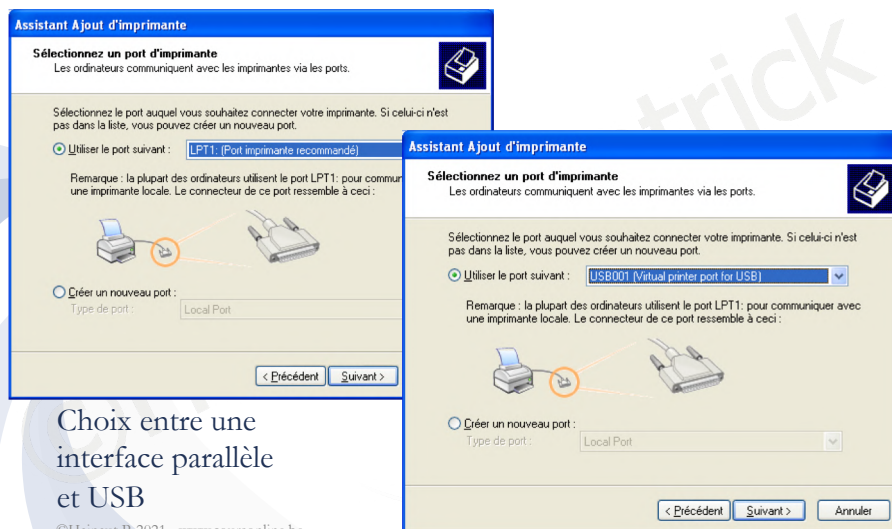 Assistant Ajout d'imprimante
Sélectionnez un port d'imprimante
Les ordinateurs communiquent avec les imprimantes via les ports.
Sélectionnez le port auquel vous souhaitez connecter votre imprimante. Si celui-ci n'est
pas dans la liste, vous pouvez créer un nouveau port.
Utiliser le port suivant :
LPT1: (Port imprimante recommandé)
Remarque : la plupart des ordinateurs utilisent le port LPT1: pour
une imprimante locale. Le connecteur de ce port ressemble à ceci :
Créer un nouveau port :
Type de port :
Local Port
< Précédent
Suivant >
Assistant Ajout d'imprimante
Sélectionnez un port d'imprimante
Les ordinateurs communiquent avec les imprimantes via les ports.
Sélectionnez le port auquel vous souhaitez connecter votre imprimante. Si celui-ci n'est
pas dans la liste, vous pouvez créer un nouveau port.
Utiliser le port suivant :
USB001 (Virtual printer port for USB)
Remarque : la plupart des ordinateurs utilisent le port LPT1: pour communiquer avec
une imprimante locale. Le connecteur de ce port ressemble à ceci :
Créer un nouveau port :
Type de port :
Local Port
< Précédent
Suivant >
Annuler
Choix entre une
interface parallèle
et USB
trick